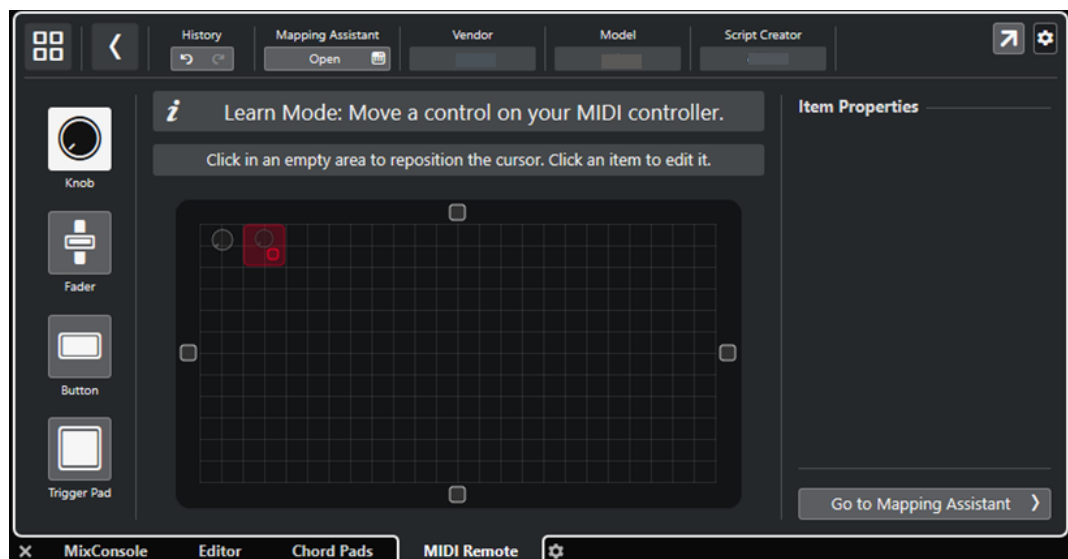 History
Mapping Assistant
Vendor
Model
Script Creator
Open
i Learn Mode: Move a control on your MIDI controller.
Item Properties
Click in an empty area to reposition the cursor. Click an item to edit it.
Knob
Fader
Button
Trigger Pad
Go to Mapping Assistant
MixConsole
Editor
Chord Pads
MIDI Remote